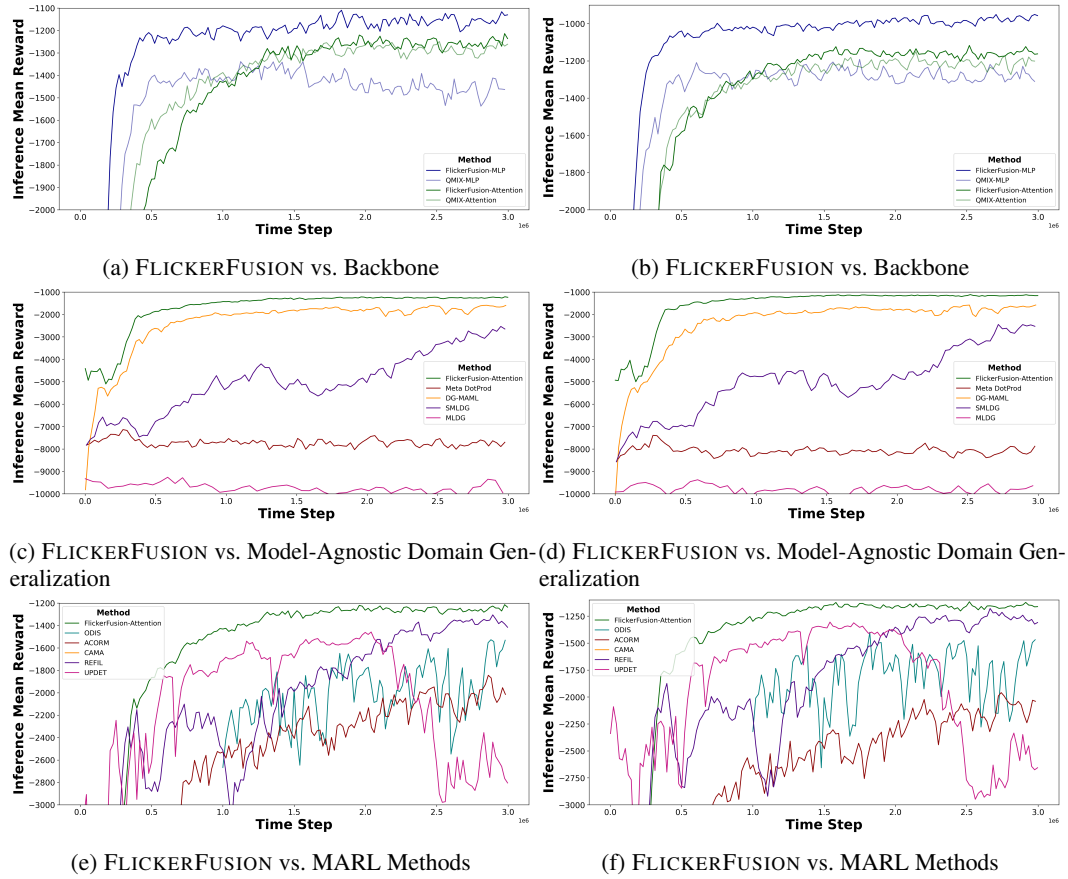 Inference Mean Reward
−1100
−1200
−1300
−1400
−1500
−1600
−1700
−1800
−1900
−2000
0.0 0.5 1.0 1.5 2.0 2.5 3.0
1e6
Time Step
Method
FlickerFusion-MLP
QMIX-MLP
FlickerFusion-Attention
QMIX-Attention
(a) FLICKERFUSION vs. Backbone
Inference Mean Reward
−1000
−1200
−1400
−1600
−1800
−2000
0.0 0.5 1.0 1.5 2.0 2.5 3.0
1e6
Time Step
Method
FlickerFusion-MLP
QMIX-MLP
FlickerFusion-Attention
QMIX-Attention
(b) FLICKERFUSION vs. Backbone
Inference Mean Reward
−1000
−2000
−3000
−4000
−5000
−6000
−7000
−8000
−9000
−10000
0.0 0.5 1.0 1.5 2.0 2.5 3.0
1e6
Time Step
Method
FlickerFusion-Attention
Meta DotProd
DG-MAML
SMLDG
MLDG
(c) FLICKERFUSION vs. Model-Agnostic Domain Gen-
eralization
Inference Mean Reward
−1000
−2000
−3000
−4000
−5000
−6000
−7000
−8000
−9000
−10000
0.0 0.5 1.0 1.5 2.0 2.5 3.0
1e6
Time Step
Method
FlickerFusion-Attention
Meta DotProd
DG-MAML
SMLDG
MLDG
(d) FLICKERFUSION vs. Model-Agnostic Domain Gen-
eralization
Inference Mean Reward
−1200
−1400
−1600
−1800
−2000
−2200
−2400
−2600
−2800
−3000
0.0 0.5 1.0 1.5 2.0 2.5 3.0
1e6
Time Step
Method
FlickerFusion-Attention
ODIS
ACORM
CAMA
REFIL
UPDET
(e) FLICKERFUSION vs. MARL Methods
Inference Mean Reward
−1250
−1500
−1750
−2000
−2250
−2500
−2750
−3000
0.0 0.5 1.0 1.5 2.0 2.5 3.0
1e6
Time Step
Method
FlickerFusion-Attention
ODIS
ACORM
CAMA
REFIL
UPDET
(f) FLICKERFUSION vs. MARL Methods